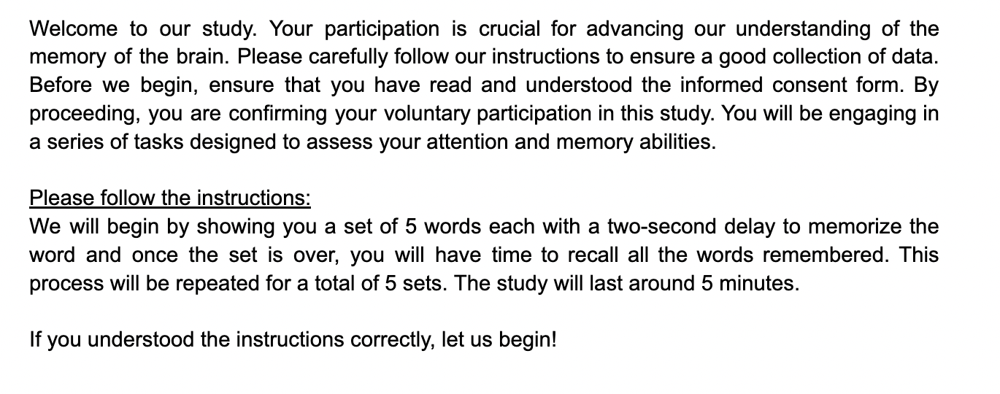 Welcome to our study. Your participation is crucial for advancing our understanding of the
memory of the brain. Please carefully follow our instructions to ensure a good collection of data.
Before we begin, ensure that you have read and understood the informed consent form. By
proceeding, you are confirming your voluntary participation in this study. You will be engaging in
a series of tasks designed to assess your attention and memory abilities.
Please follow the instructions:
We will begin by showing you a set of 5 words each with a two-second delay to memorize the
word and once the set is over, you will have time to recall all the words remembered. This
process will be repeated for a total of 5 sets. The study will last around 5 minutes.
If you understood the instructions correctly, let us begin!